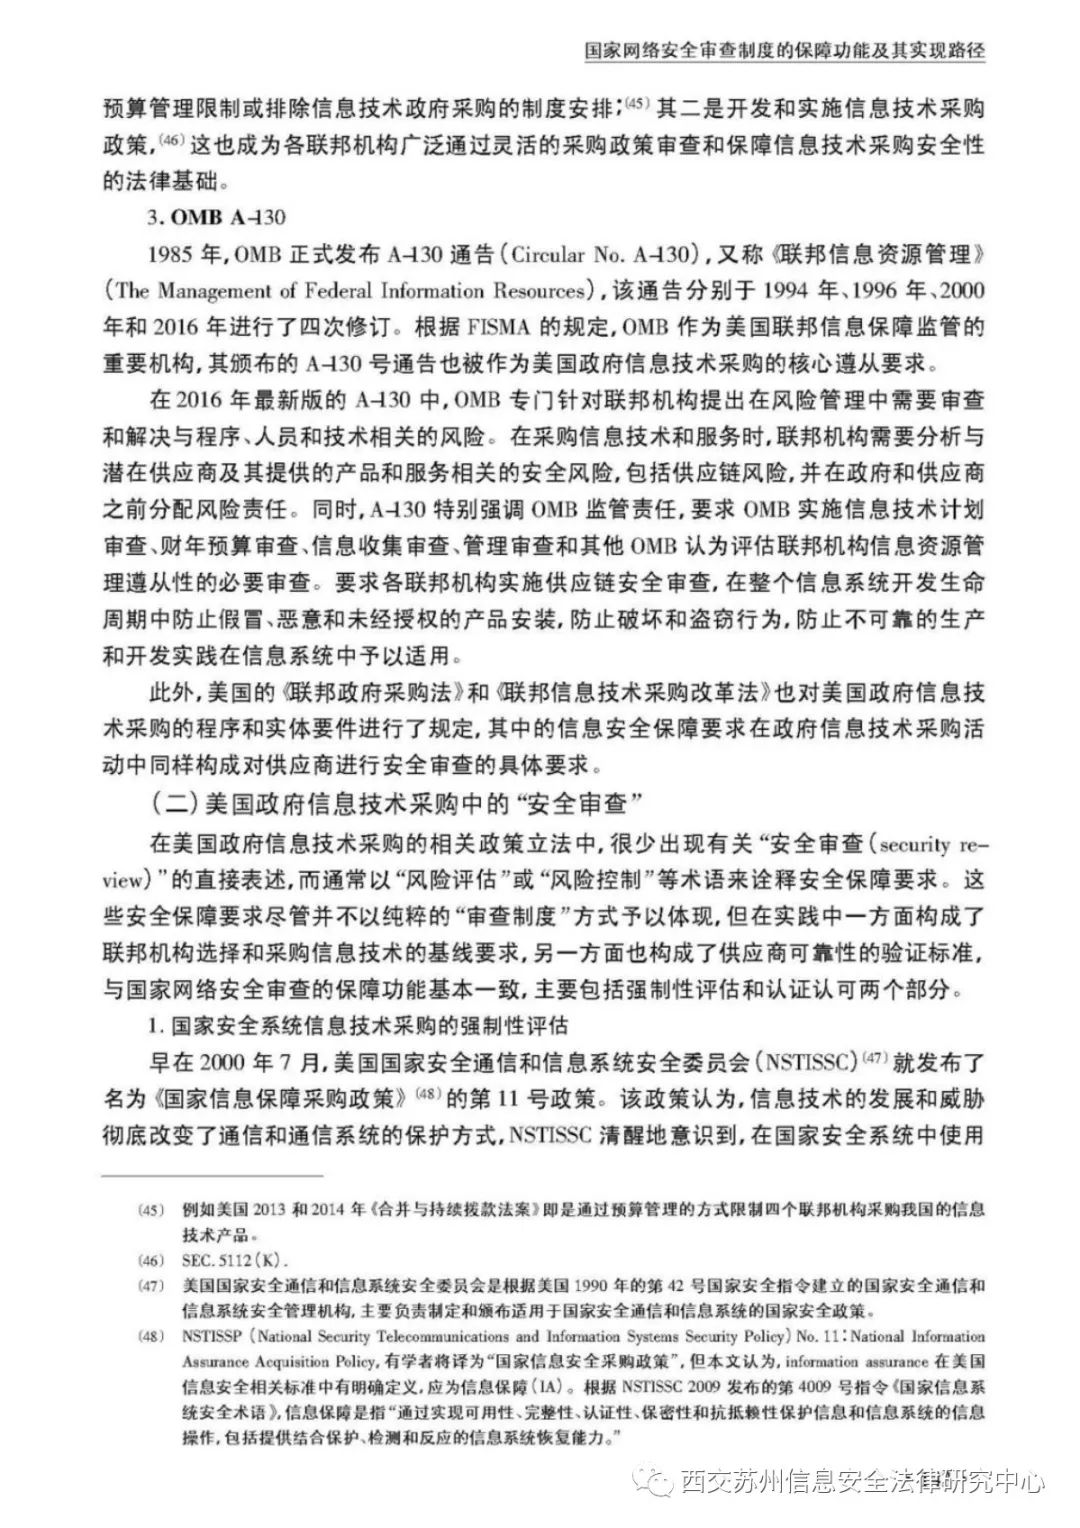 国家网络安全审查制度的保障功能及其实现路径
预算管理限制或排除信息技术政府采购的制度安排;(45)其二是开发和实施信息技术采购
政策,(46)这也成为各联邦机构广泛通过灵活的采购政策审查和保障信息技术采购安全性
的法律基础。
3. OMB A-130
1985 年,OMB 正式发布 A-130 通告(Circular No. A-130),又称《联邦信息资源管理》
(The Management of Federal Information Resources),该通告分别于 1994 年、1996 年、2000
年和 2016 年进行了四次修订。根据 FISMA 的规定,OMB 作为美国联邦信息保障监管的
重要机构,其颁布的 A-130 号通告也被作为美国政府信息技术采购的核心遵从要求。
在 2016 年最新版的 A-130 中,OMB 专门针对联邦机构提出在风险管理中需要审查
和解决与程序、人员和技术相关的风险。在采购信息技术和服务时,联邦机构需要分析与
潜在供应商及其提供的产品和服务相关的安全风险,包括供应链风险,并在政府和供应商
之前分配风险责任。同时,A-130 特别强调 OMB 监管责任,要求 OMB 实施信息技术计划
审查、财年预算审查、信息收集审查、管理审查和其他 OMB 认为评估联邦机构信息资源管
理遵从性的必要审查。要求各联邦机构实施供应链安全审查,在整个信息系统开发生命
周期中防止假冒、恶意和未经授权的产品安装,防止破坏和盗窃行为,防止不可靠的生产
和开发实践在信息系统中予以适用。
此外,美国的《联邦政府采购法》和《联邦信息技术采购改革法》也对美国政府信息技
术采购的程序和实体要件进行了规定,其中的信息安全保障要求在政府信息技术采购活
动中同样构成对供应商进行安全审查的具体要求。
(二)美国政府信息技术采购中的“安全审查”
在美国政府信息技术采购的相关政策立法中,很少出现有关“安全审查(security re-
view)”的直接表述,而通常以“风险评估”或“风险控制”等术语来诠释安全保障要求。这
些安全保障要求尽管并不以纯粹的“审查制度”方式予以体现,但在实践中一方面构成了
联邦机构选择和采购信息技术的基线要求,另一方面也构成了供应商可靠性的验证标准,
与国家网络安全审查的保障功能基本一致,主要包括强制性评估和认证认可两个部分。
1. 国家安全系统信息技术采购的强制性评估
早在 2000 年 7 月,美国国家安全通信和信息系统安全委员会(NSTISSC)(47)就发布了
名为《国家信息保障采购政策》(48)的第 11 号政策。该政策认为,信息技术的发展和威胁
彻底改变了通信和通信系统的保护方式,NSTISSC 清醒地意识到,在国家安全系统中使用
(45) 例如美国 2013 和 2014 年《合并与持续拨款法案》即是通过预算管理的方式限制四个联邦机构采购我国的信息
技术产品。
(46) SEC. 5112(K).
(47) 美国国家安全通信和信息系统安全委员会是根据美国 1990 年的第 42 号国家安全指令建立的国家安全通信和
信息系统安全管理机构,主要负责制定和颁布适用于国家安全通信和信息系统的国家安全政策。
(48) NSTISSP (National Security Telecommunications and Information Systems Security Policy) No. 11: National Information
Assurance Acquisition Policy,有学者将译为“国家信息安全采购政策”,但本文认为,information assurance 在美国
信息安全相关标准中有明确定义,应为信息保障(IA)。根据 NSTISSC 2009 发布的第 4009 号指令《国家信息系
统安全术语》,信息保障是指“通过实现可用性、完整性、认证性、保密性和抗抵赖性保护信息和信息系统的信息
操作,包括提供结合保护、检测和反应的信息系统恢复能力。”
西交苏州信息安全法律研究中心